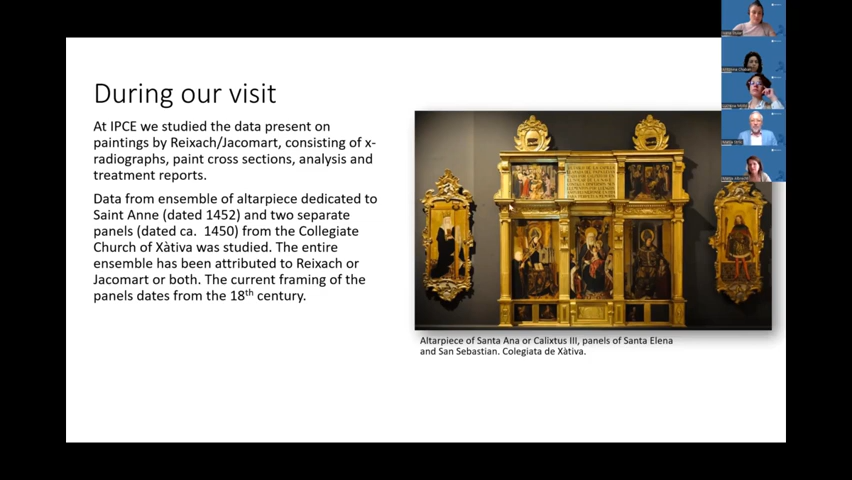 During our visit
At IPCE we studied the data present on
paintings by Reixach/Jacomart, consisting of x-
radiographs, paint cross sections, analysis and
treatment reports.
Data from ensemble of altarpiece dedicated to
Saint Anne (dated 1452) and two separate
panels (dated ca.  1450) from the Collegiate
Church of Xàtiva was studied. The entire
ensemble has been attributed to Reixach or
Jacomart or both. The current framing of the
panels dates from the 18th century.
Altarpiece of Santa Ana or Calixtus III, panels of Santa Elena
and San Sebastian. Colegiata de Xàtiva.